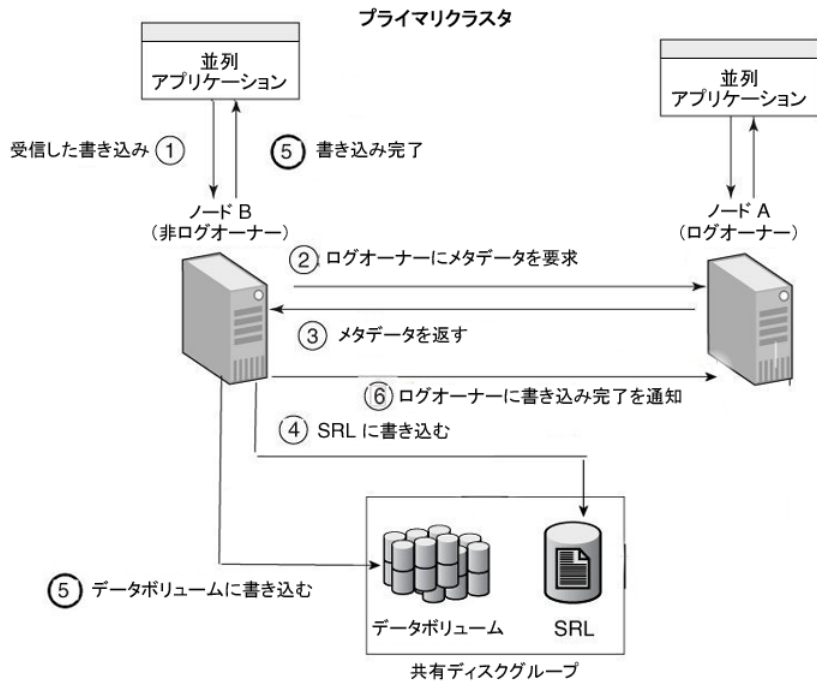 プライマリクラスタ
並列
アプリケーション
並列
アプリケーション
受信した書き込み ①
⑤ 書き込み完了
ノード B
（非ログオーナー）
ノード A
（ログオーナー）
② ログオーナーにメタデータを要求
③ メタデータを返す
⑥ ログオーナーに書き込み完了を通知
④ SRL に書き込む
⑤ データボリュームに書き込む
データボリューム
SRL
共有ディスクグループ